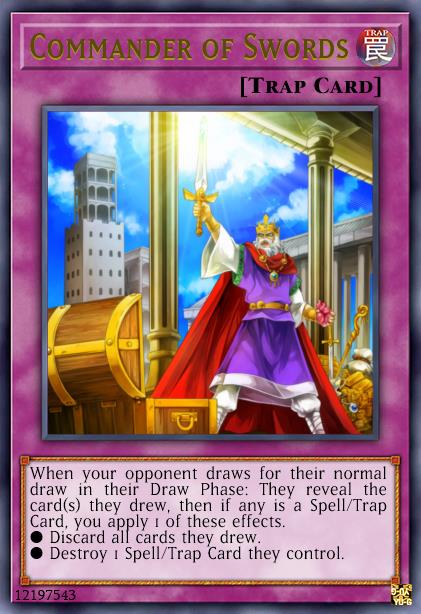 COMMANDER OF SWORDS
TRAP
罠
[TRAP CARD]
When your opponent draws for their normal
draw in their Draw Phase: They reveal the
card(s) they drew, then if any is a Spell/Trap
Card, you apply 1 of these effects.
● Discard all cards they drew.
● Destroy 1 Spell/Trap Card they control.
12197543